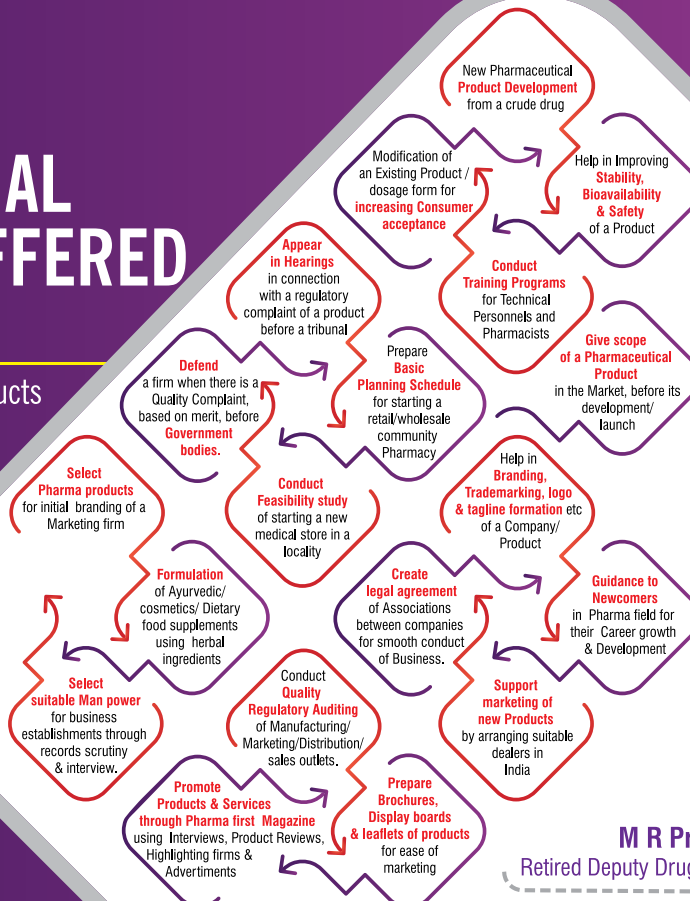 AL
FFERED
ucts
New Pharmaceutical
Product Development
from a crude drug
Modification of
an Existing Product /
dosage form for
increasing Consumer
acceptance
Help in Improving
Stability,
Bioavailability
& Safety
of a Product
Appear
in Hearings
in connection
with a regulatory
complaint of a product
before a tribunal
Conduct
Training Programs
for Technical
Personnels and
Pharmacists
Defend
a firm when there is a
Quality Complaint,
based on merit, before
Government
bodies.
Prepare
Basic
Planning Schedule
for starting a
retail/wholesale
community
Pharmacy
Give scope
of a Pharmaceutical
Product
in the Market, before its
development/
launch
Select
Pharma products
for initial branding of a
Marketing firm
Conduct
Feasibility study
of starting a new
medical store in a
locality
Help in
Branding,
Trademarking, logo
& tagline formation etc
of a Company/
Product
Formulation
of Ayurvedic/
cosmetics/ Dietary
food supplements
using herbal
ingredients
Create
legal agreement
of Associations
between companies
for smooth conduct
of Business.
Guidance to
Newcomers
in Pharma field for
their Career growth
& Development
Select
suitable Man power
for business
establishments through
records scrutiny
& interview.
Conduct
Quality
Regulatory Auditing
of Manufacturing/
Marketing/Distribution/
sales outlets.
Support
marketing of
new Products
by arranging suitable
dealers in
India
Promote
Products & Services
through Pharma first Magazine
using Interviews, Product Reviews,
Highlighting firms &
Advertiments
Prepare
Brochures,
Display boards
& leaflets of products
for ease of
marketing
M R Pr
Retired Deputy Drug